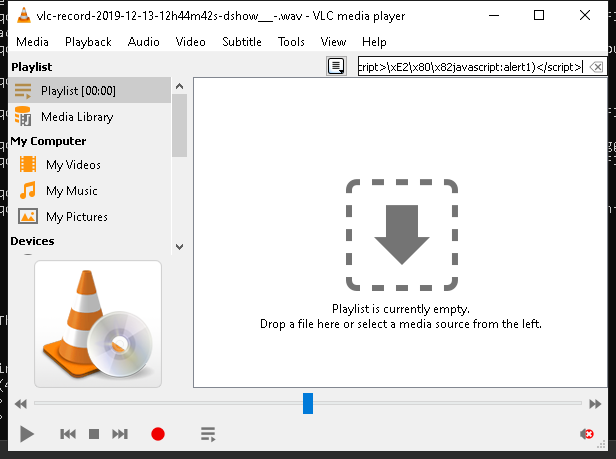 vlc-record-2019-12-13-12h44m42s-dshow__-.wav - VLC media player
Media Playback Audio Video Subtitle Tools View Help
Playlist
cript>\xE2\x80\x82javascript:alert1)</script>
Playlist [00:00]
Media Library
My Computer
My Videos
My Music
My Pictures
Devices
Playlist is currently empty.
Drop a file here or select a media source from the left.